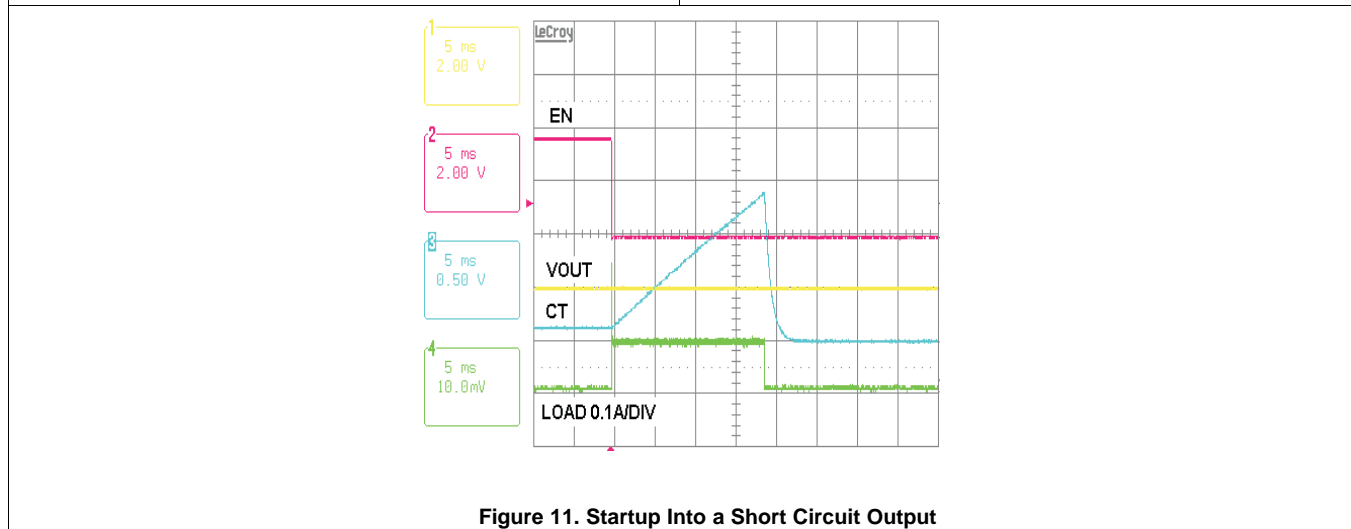 1
5 ms
2.00 V
LeCroy
EN
2
5 ms
2.00 V
3
5 ms
0.50 V
VOUT
CT
4
5 ms
10.0mV
LOAD 0.1A/DIV
Figure 11. Startup Into a Short Circuit Output